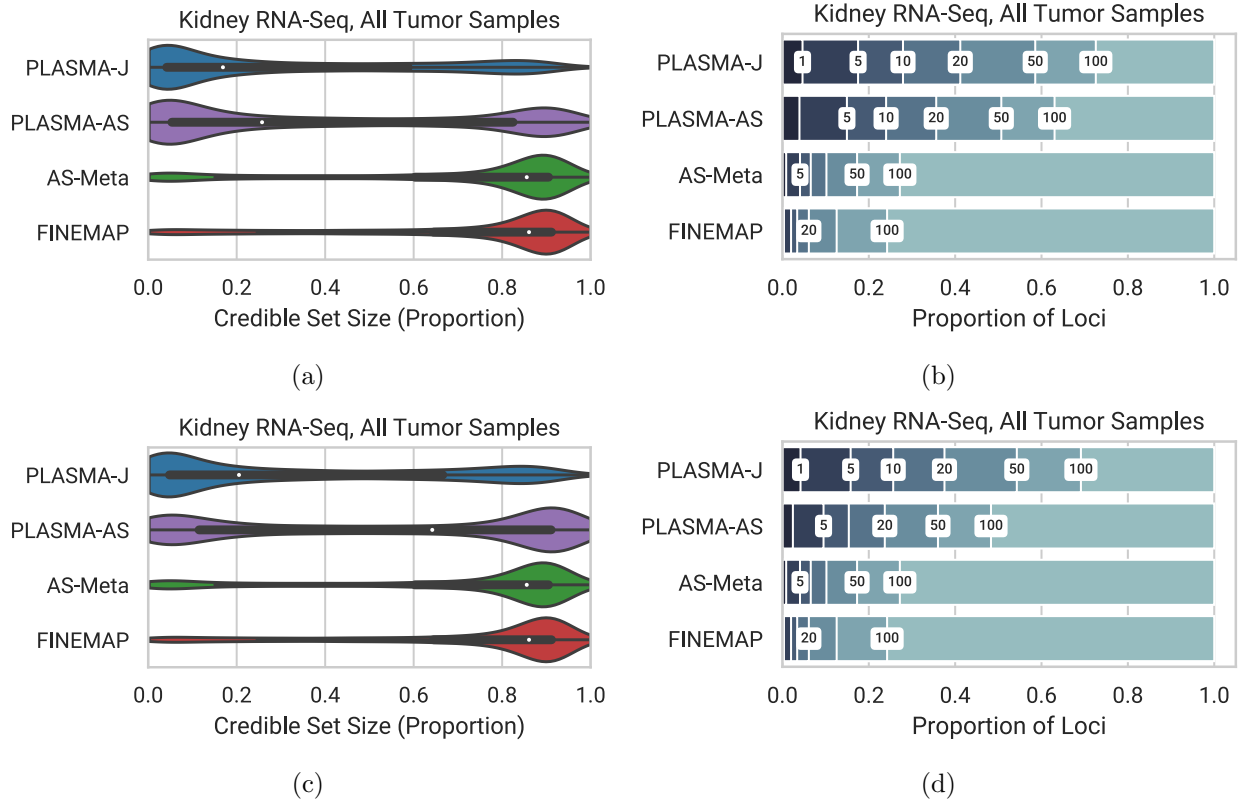 Kidney RNA-Seq, All Tumor Samples
PLASMA-J
PLASMA-AS
AS-Meta
FINEMAP
0.0 0.2 0.4 0.6 0.8 1.0
Credible Set Size (Proportion)
(a)
Kidney RNA-Seq, All Tumor Samples
PLASMA-J 1 5 10 20 50 100
PLASMA-AS 5 10 20 50 100
AS-Meta 5 50 100
FINEMAP 20 100
0.0 0.2 0.4 0.6 0.8 1.0
Proportion of Loci
(b)
Kidney RNA-Seq, All Tumor Samples
PLASMA-J
PLASMA-AS
AS-Meta
FINEMAP
0.0 0.2 0.4 0.6 0.8 1.0
Credible Set Size (Proportion)
(c)
Kidney RNA-Seq, All Tumor Samples
PLASMA-J 1 5 10 20 50 100
PLASMA-AS 5 20 50 100
AS-Meta 5 50 100
FINEMAP 20 100
0.0 0.2 0.4 0.6 0.8 1.0
Proportion of Loci
(d)